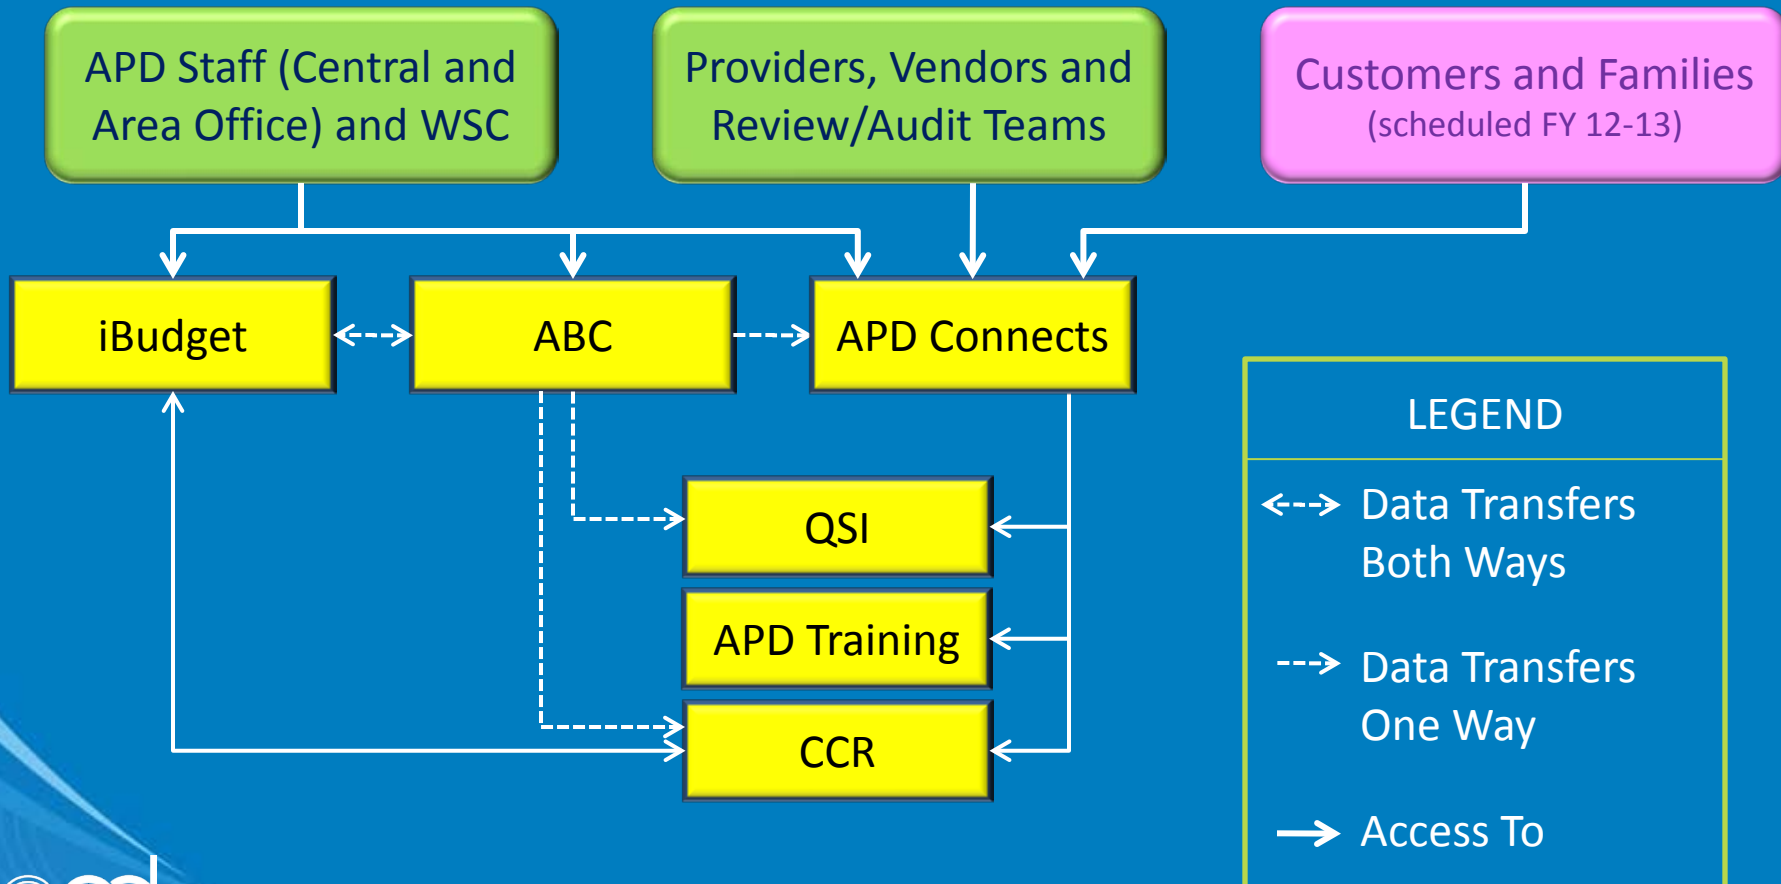 APD Staff (Central and
Area Office) and WSC
Providers, Vendors and
Review/Audit Teams
Customers and Families
(scheduled FY 12-13)
iBudget
ABC
APD Connects
QSI
APD Training
CCR
LEGEND
Data Transfers
Both Ways
Data Transfers
One Way
Access To